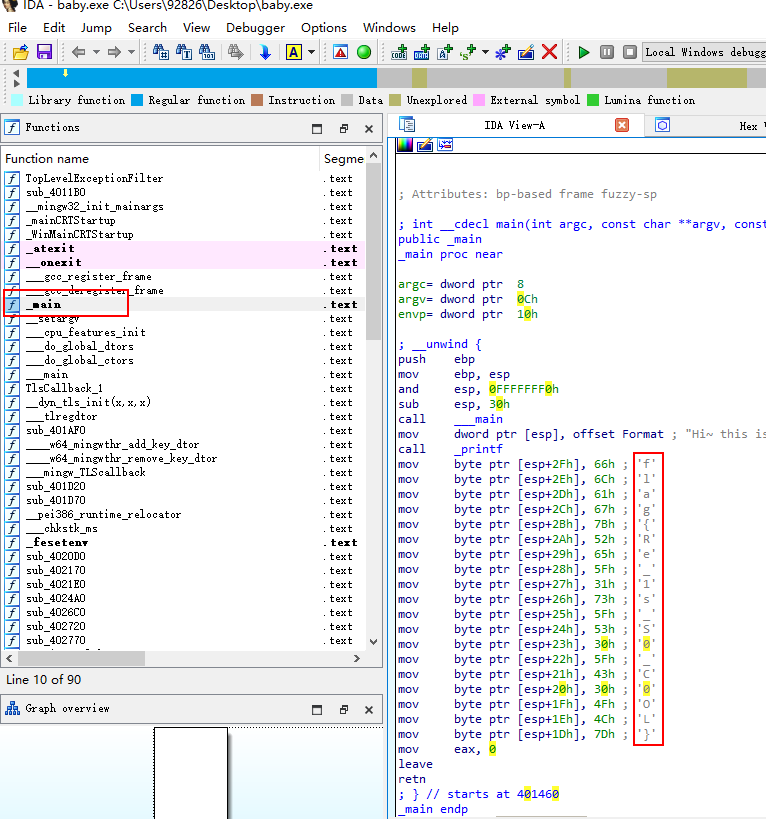 IDA - baby.exe C:\Users\92826\Desktop\baby.exe
File Edit Jump Search View Debugger Options Windows Help
Local Windows debugg
Library function Regular function Instruction Data Unexplored External symbol Lumina function
Functions
IDA View-A
Hex
Function name Segme
TopLevelExceptionFilter .text
sub_4011B0 .text
__mingw32_init_mainargs .text
_mainCRTStartup .text
_WinMainCRTStartup .text
_atexit .text
__onexit .text
___gcc_register_frame .text
___gcc_deregister_frame .text
_main .text
__setargv .text
___cpu_features_init .text
___do_global_dtors .text
___do_global_ctors .text
___main .text
TlsCallback_1 .text
__dyn_tls_init(x,x,x) .text
___tlregdtor .text
sub_401AF0 .text
____w64_mingwthr_add_key_dtor .text
____w64_mingwthr_remove_key_dtor .text
___mingw_TLScallback .text
sub_401D20 .text
sub_401D70 .text
__pei386_runtime_relocator .text
___chkstk_ms .text
_fesetenv .text
sub_4020D0 .text
sub_402170 .text
sub_4021E0 .text
sub_4024A0 .text
sub_4026C0 .text
sub_402720 .text
sub_402770 .text
Line 10 of 90
Graph overview
; Attributes: bp-based frame fuzzy-sp
; int __cdecl main(int argc, const char **argv, const
public _main
_main proc near
argc= dword ptr 8
argv= dword ptr 0Ch
envp= dword ptr 10h
; __unwind {
push ebp
mov ebp, esp
and esp, 0FFFFFFF0h
sub esp, 30h
call ___main
mov dword ptr [esp], offset Format ; "Hi~ this is
call _printf
mov byte ptr [esp+2Fh], 66h ; 'f'
mov byte ptr [esp+2Eh], 6Ch ; 'l'
mov byte ptr [esp+2Dh], 61h ; 'a'
mov byte ptr [esp+2Ch], 67h ; 'g'
mov byte ptr [esp+2Bh], 7Bh ; '{'
mov byte ptr [esp+2Ah], 52h ; 'R'
mov byte ptr [esp+29h], 65h ; 'e'
mov byte ptr [esp+28h], 5Fh ; '_'
mov byte ptr [esp+27h], 31h ; '1'
mov byte ptr [esp+26h], 73h ; 's'
mov byte ptr [esp+25h], 5Fh ; '_'
mov byte ptr [esp+24h], 53h ; 'S'
mov byte ptr [esp+23h], 30h ; '0'
mov byte ptr [esp+22h], 5Fh ; '_'
mov byte ptr [esp+21h], 43h ; 'C'
mov byte ptr [esp+20h], 30h ; '0'
mov byte ptr [esp+1Fh], 4Fh ; 'O'
mov byte ptr [esp+1Eh], 4Ch ; 'L'
mov byte ptr [esp+1Dh], 7Dh ; '}'
mov eax, 0
leave
retn
; } // starts at 401460
_main endp